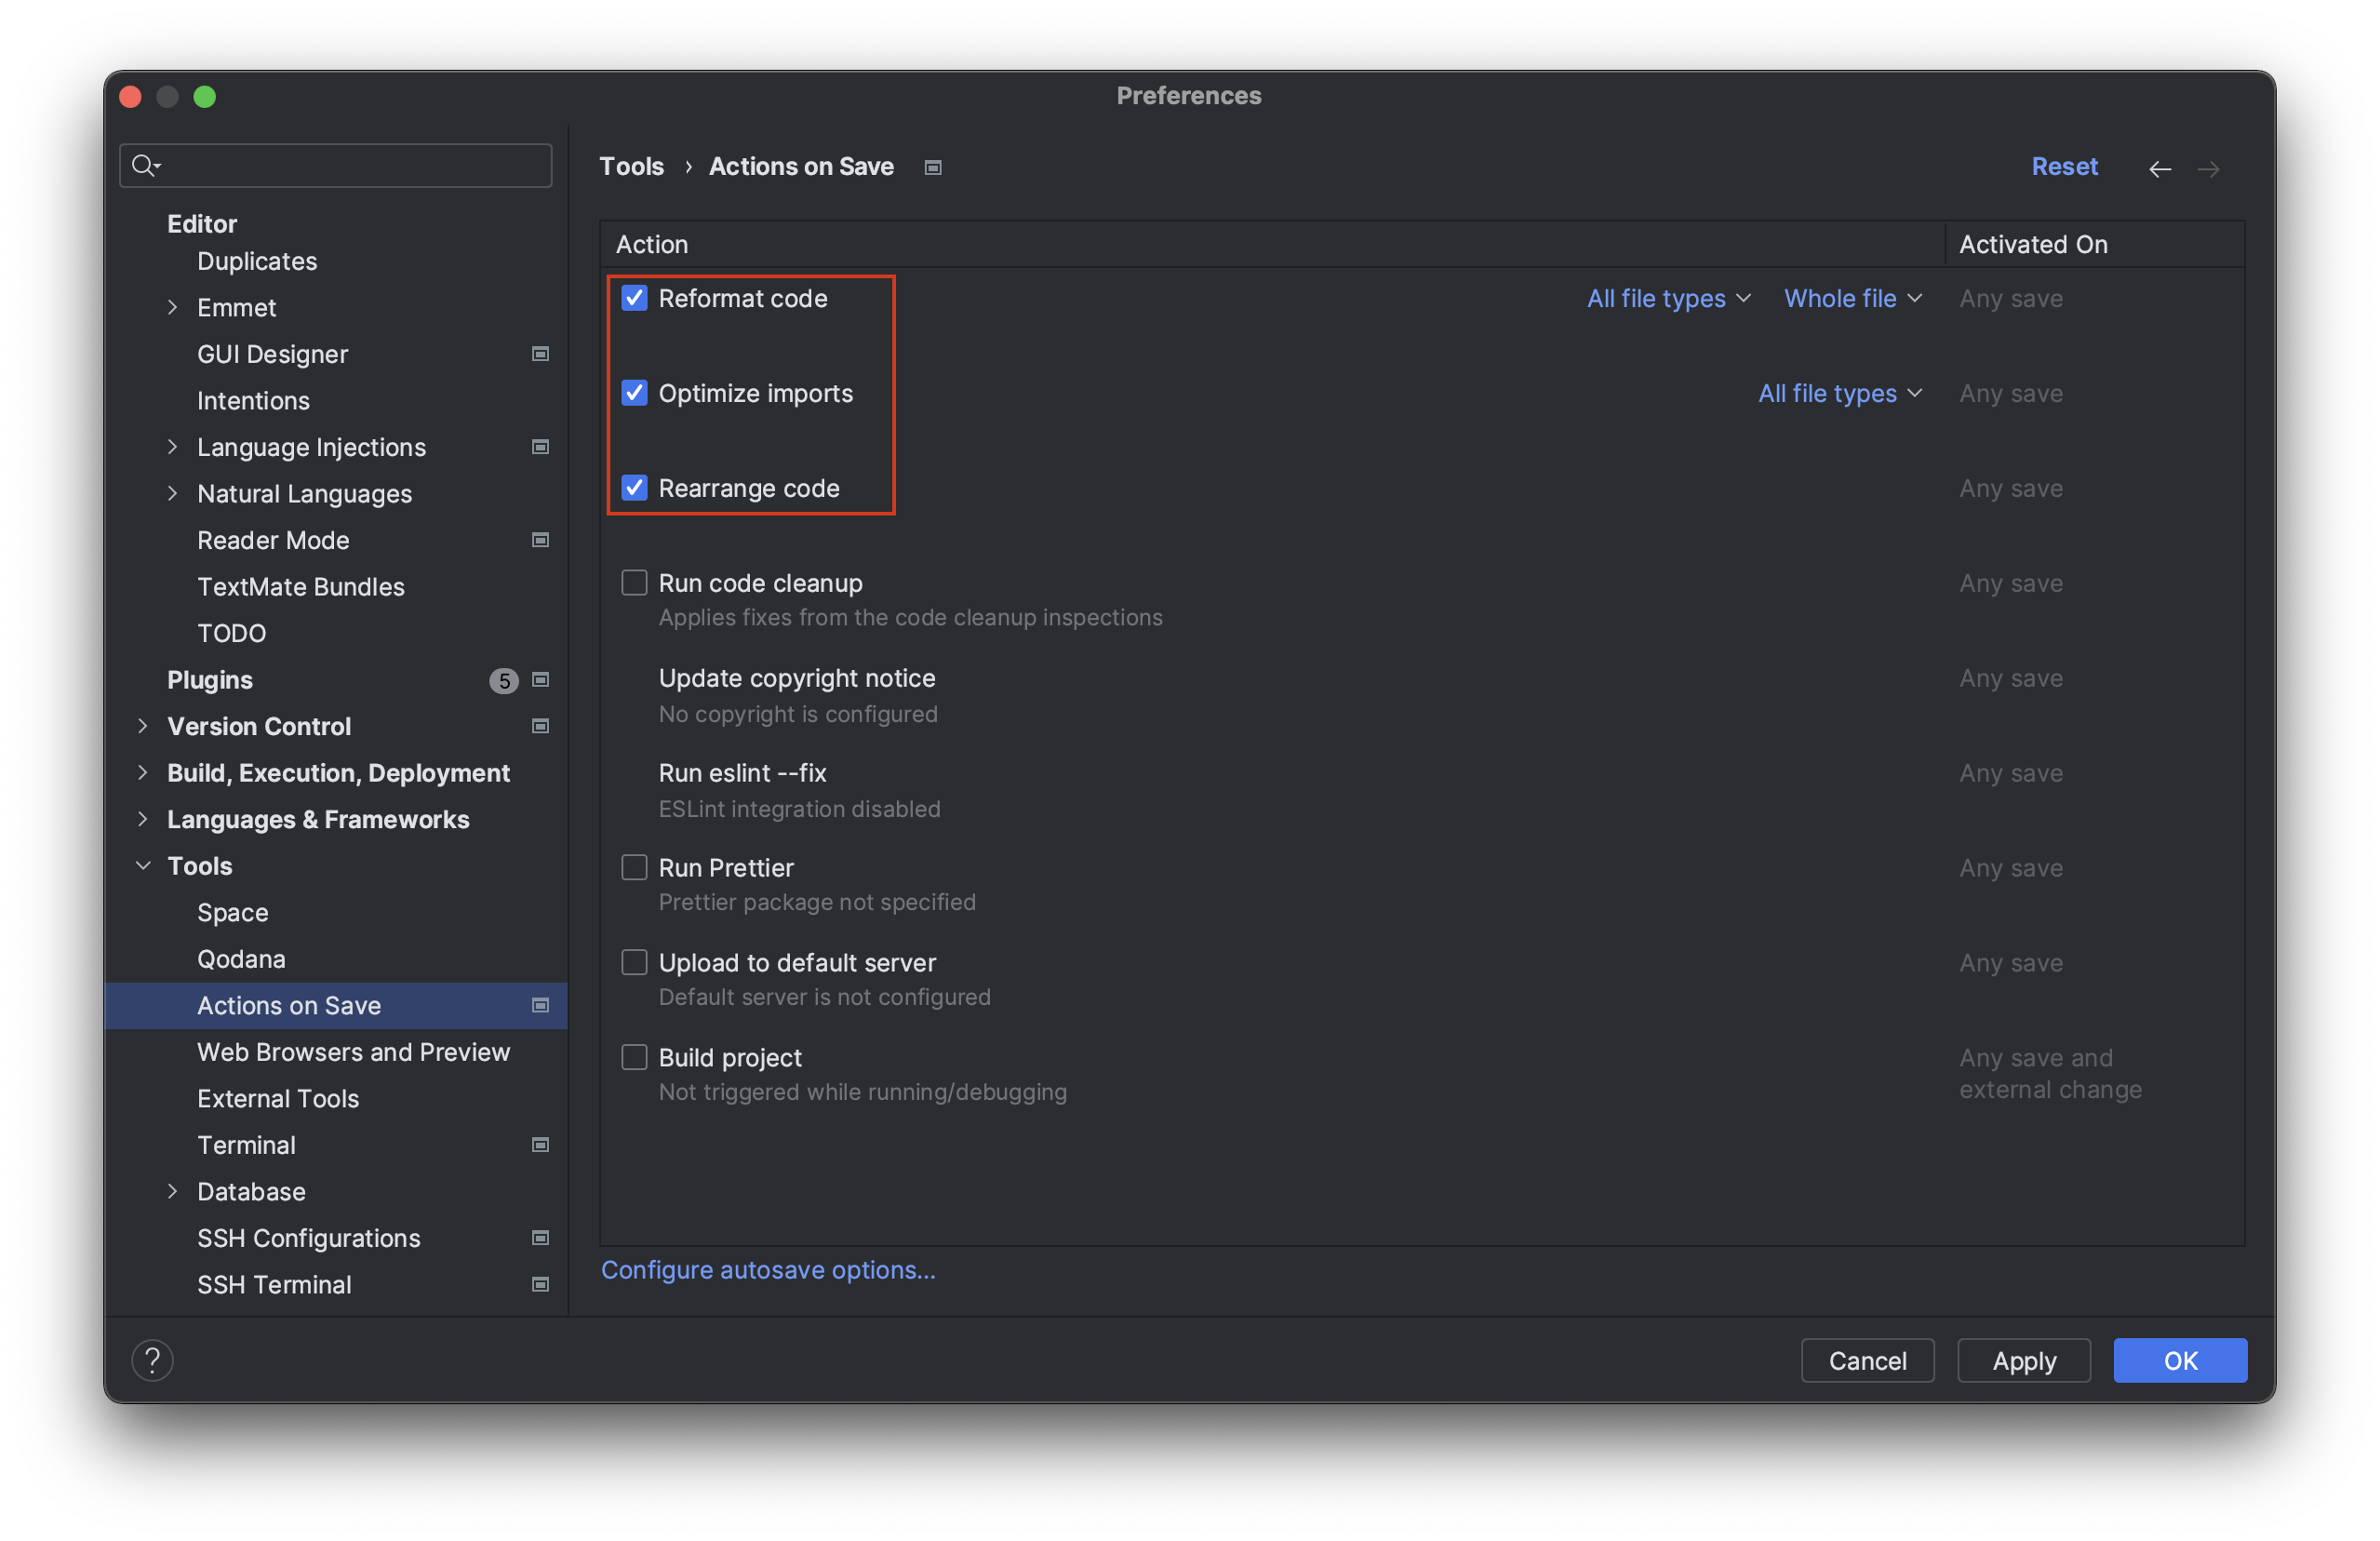 Preferences
Tools › Actions on Save
Reset
Editor
Duplicates
Emmet
GUI Designer
Intentions
Language Injections
Natural Languages
Reader Mode
TextMate Bundles
TODO
Plugins 5
Version Control
Build, Execution, Deployment
Languages & Frameworks
Tools
Space
Qodana
Actions on Save
Web Browsers and Preview
External Tools
Terminal
Database
SSH Configurations
SSH Terminal
Action Activated On
Reformat code All file types Whole file Any save
Optimize imports All file types Any save
Rearrange code Any save
Run code cleanup Any save
Applies fixes from the code cleanup inspections
Update copyright notice Any save
No copyright is configured
Run eslint --fix Any save
ESLint integration disabled
Run Prettier Any save
Prettier package not specified
Upload to default server Any save
Default server is not configured
Build project Any save and
Not triggered while running/debugging external change
Configure autosave options...
? Cancel Apply OK